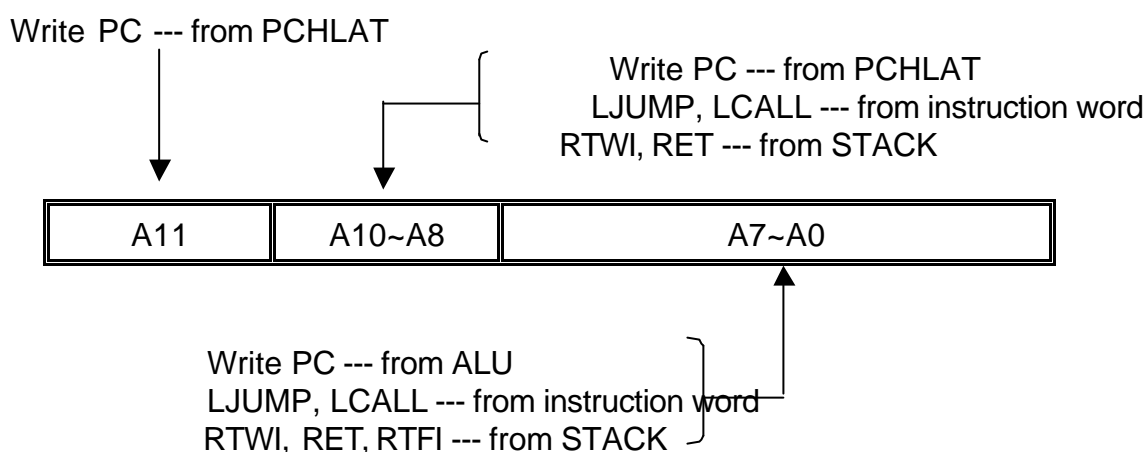 Write PC --- from PCHLAT
Write PC --- from PCHLAT
LJUMP, LCALL --- from instruction word
RTWI, RET --- from STACK
A11 A10~A8 A7~A0
Write PC --- from ALU
LJUMP, LCALL --- from instruction word
RTWI, RET, RTFI --- from STACK